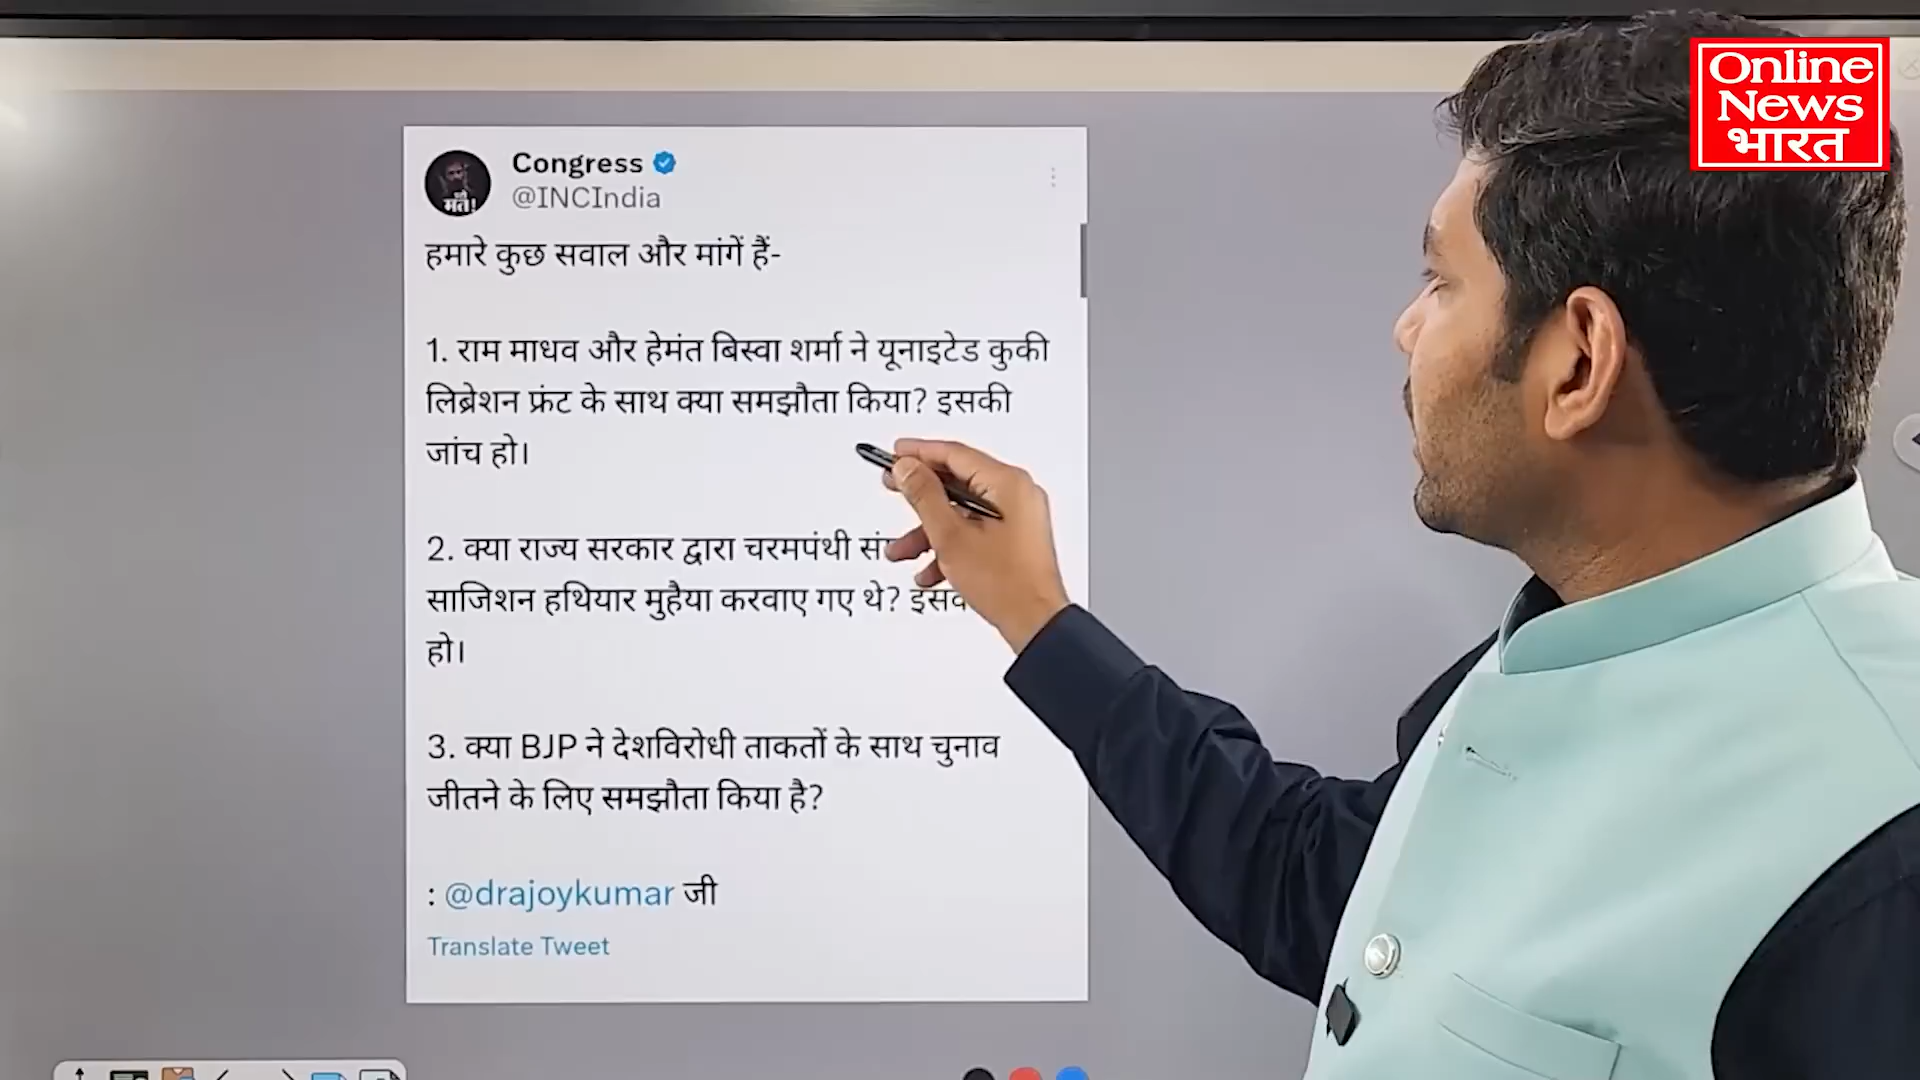 Online
News
भारत
Congress
@INCIndia
मत!
हमारे कुछ सवाल और मांगें हैं-
1. राम माधव और हेमंत बिस्वा शर्मा ने यूनाइटेड कुकी
लिब्रेशन फ्रंट के साथ क्या समझौता किया? इसकी
जांच हो।
2. क्या राज्य सरकार द्वारा चरमपंथी
साजिशन हथियार मुहैया करवाए गए थे?
हो।
3. क्या BJP ने देशविरोधी ताकतों के साथ चुनाव
जीतने के लिए समझौता किया है?
: @drajoykumar जी
Translate Tweet